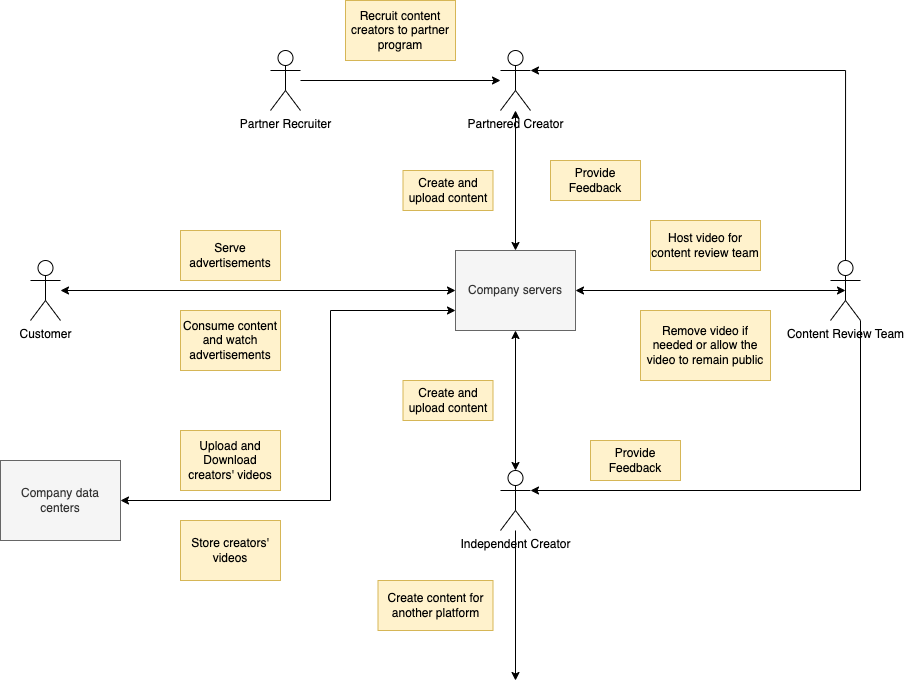 Recruit content
creators to partner
program
Partner Recruiter
Partnered Creator
Create and
upload content
Provide
Feedback
Serve
advertisements
Host video for
content review team
Company servers
Customer
Consume content
and watch
advertisements
Remove video if
needed or allow the
video to remain public
Content Review Team
Create and
upload content
Upload and
Download
creators' videos
Provide
Feedback
Company data
centers
Store creators'
videos
Independent Creator
Create content for
another platform